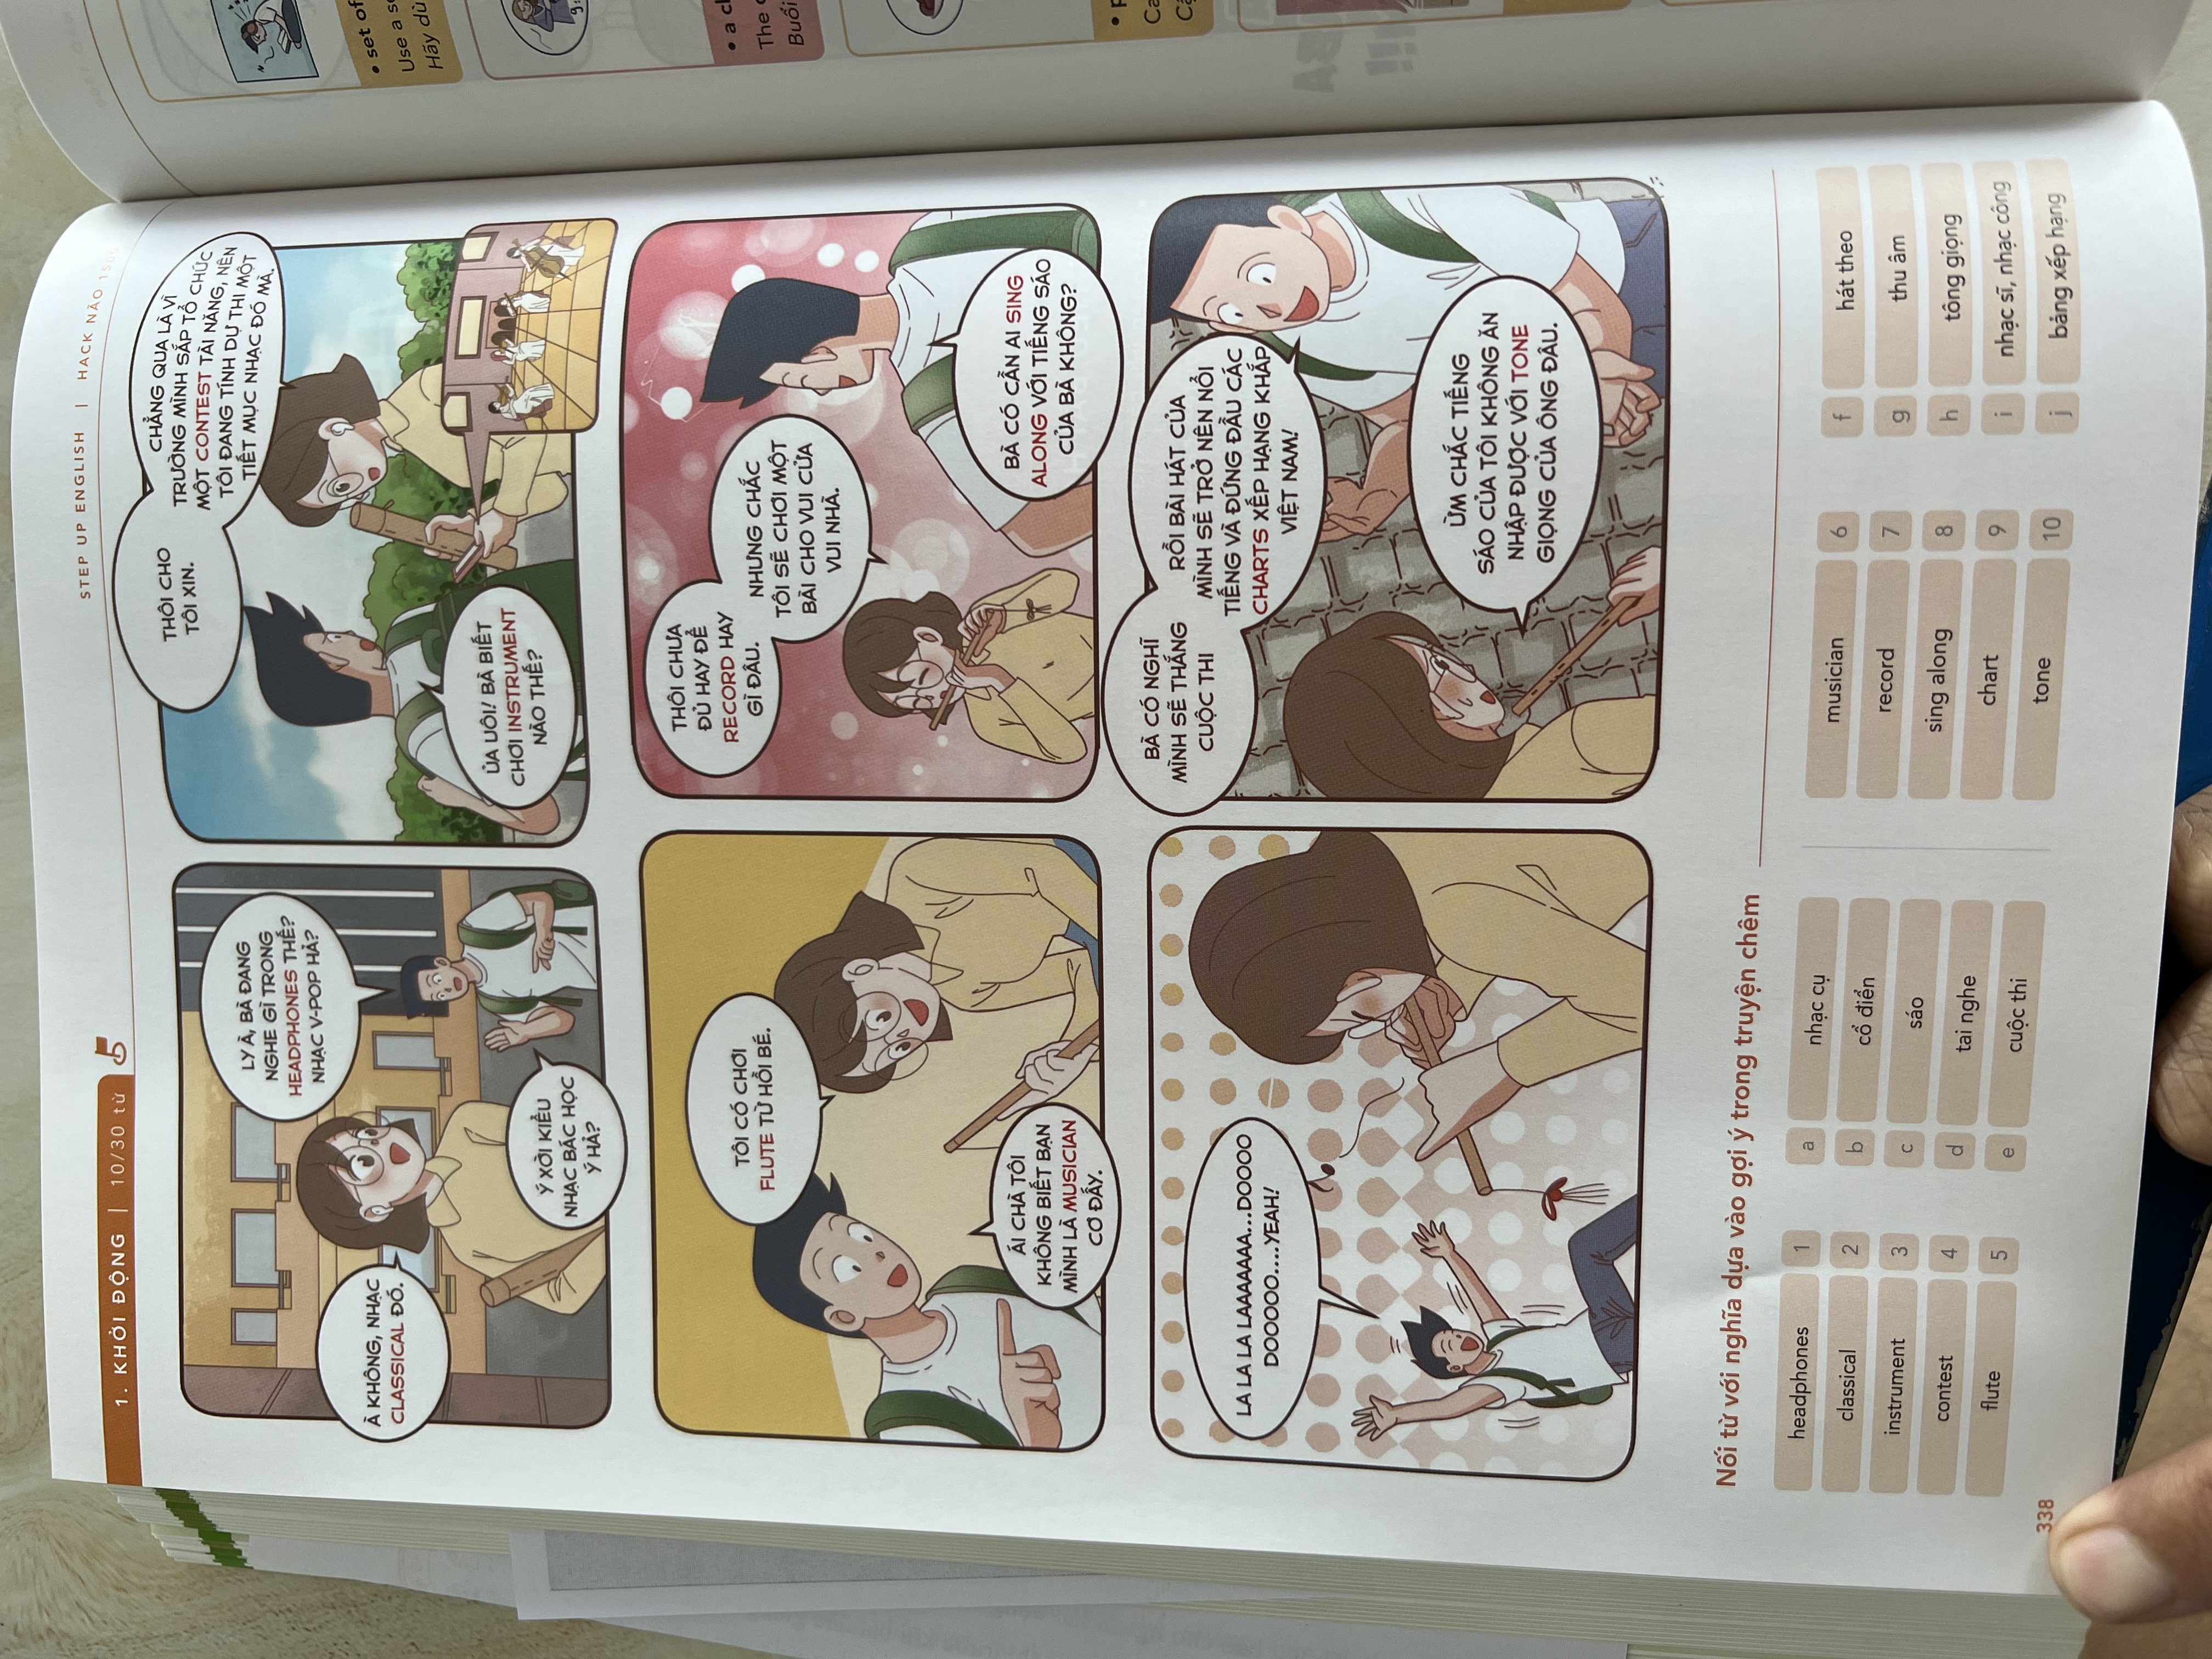 STEP UP ENGLISH | HACK NÃO
1. KHỞI ĐỘNG | 10/30 từ
LY À, BÀ ĐANG
NGHE GÌ TRONG
HEADPHONES THẾ?
NHẠC V-POP HẢ?
À KHÔNG, NHẠC
CLASSICAL ĐÓ.
Ý XỜI KIỂU
NHẠC BÁC HỌC
Ý HẢ?
THÔI CHO
TÔI XIN.
CHẲNG QUA LÀ VÌ
TRƯỜNG MÌNH SẮP TỔ CHỨC
MỘT CONTEST TÀI NĂNG, NÊN
TÔI ĐANG TÍNH DỰ THI MỘT
TIẾT MỤC NHẠC ĐÓ MÀ.
ỦA UÔI! BÀ BIẾT
CHƠI INSTRUMENT
NÀO THẾ?
TÔI CÓ CHƠI
FLUTE TỪ HỒI BÉ.
ÁI CHÀ TÔI
KHÔNG BIẾT BẠN
MÌNH LÀ MUSICIAN
CƠ ĐẤY.
THÔI CHƯA
ĐỦ HAY ĐỂ
RECORD HAY
GÌ ĐÂU.
NHƯNG CHẮC
TÔI SẼ CHƠI MỘT
BÀI CHO VUI CỬA
VUI NHÀ.
BÀ CÓ CẦN AI SING
ALONG VỚI TIẾNG SÁO
CỦA BÀ KHÔNG?
LA LA LA LAAAAAAA...DOOOO
DOOOOO....YEAH!
BÀ CÓ NGHĨ
MÌNH SẼ THẮNG
CUỘC THI
RỒI BÀI HÁT CỦA
MÌNH SẼ TRỞ NÊN NỔI
TIẾNG VÀ ĐỨNG ĐẦU CÁC
CHARTS XẾP HẠNG KHẮP
VIỆT NAM!
ỪM CHẮC TIẾNG
SÁO CỦA TÔI KHÔNG ĂN
NHẬP ĐƯỢC VỚI TONE
GIỌNG CỦA ÔNG ĐÂU.
Nối từ với nghĩa dựa vào gợi ý trong truyện chêm
headphones 1
classical 2
instrument 3
contest 4
flute 5
a nhạc cụ
b cổ điển
c sáo
d tai nghe
e cuộc thi
musician 6
record 7
sing along 8
chart 9
tone 10
f hát theo
g thu âm
h tông giọng
i nhạc sĩ, nhạc công
j bảng xếp hạng
338
• set of
Use a
Hãy
• a
The